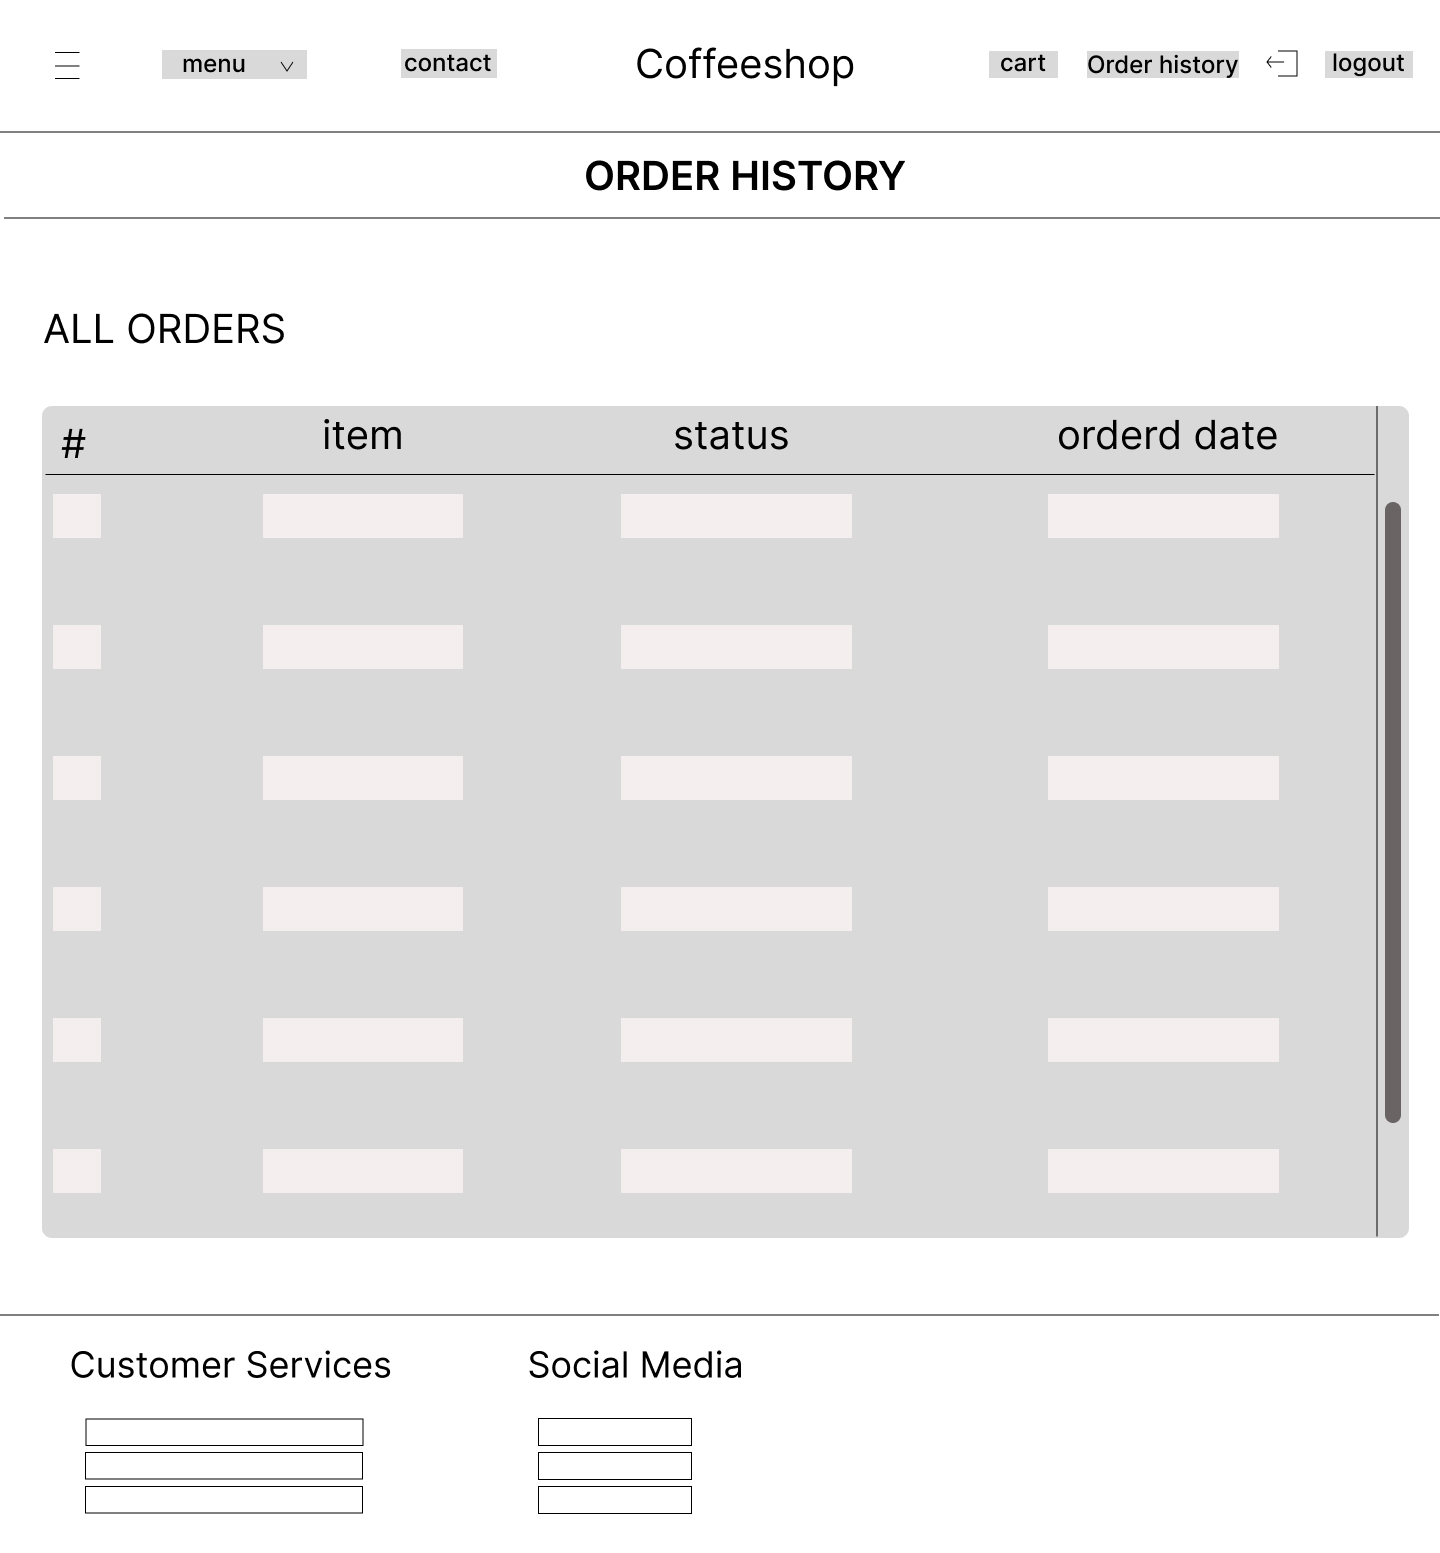 menu
contact
Coffeeshop
cart
Order history
logout
ORDER HISTORY
ALL ORDERS
#
item
status
orderd date
Customer Services
Social Media